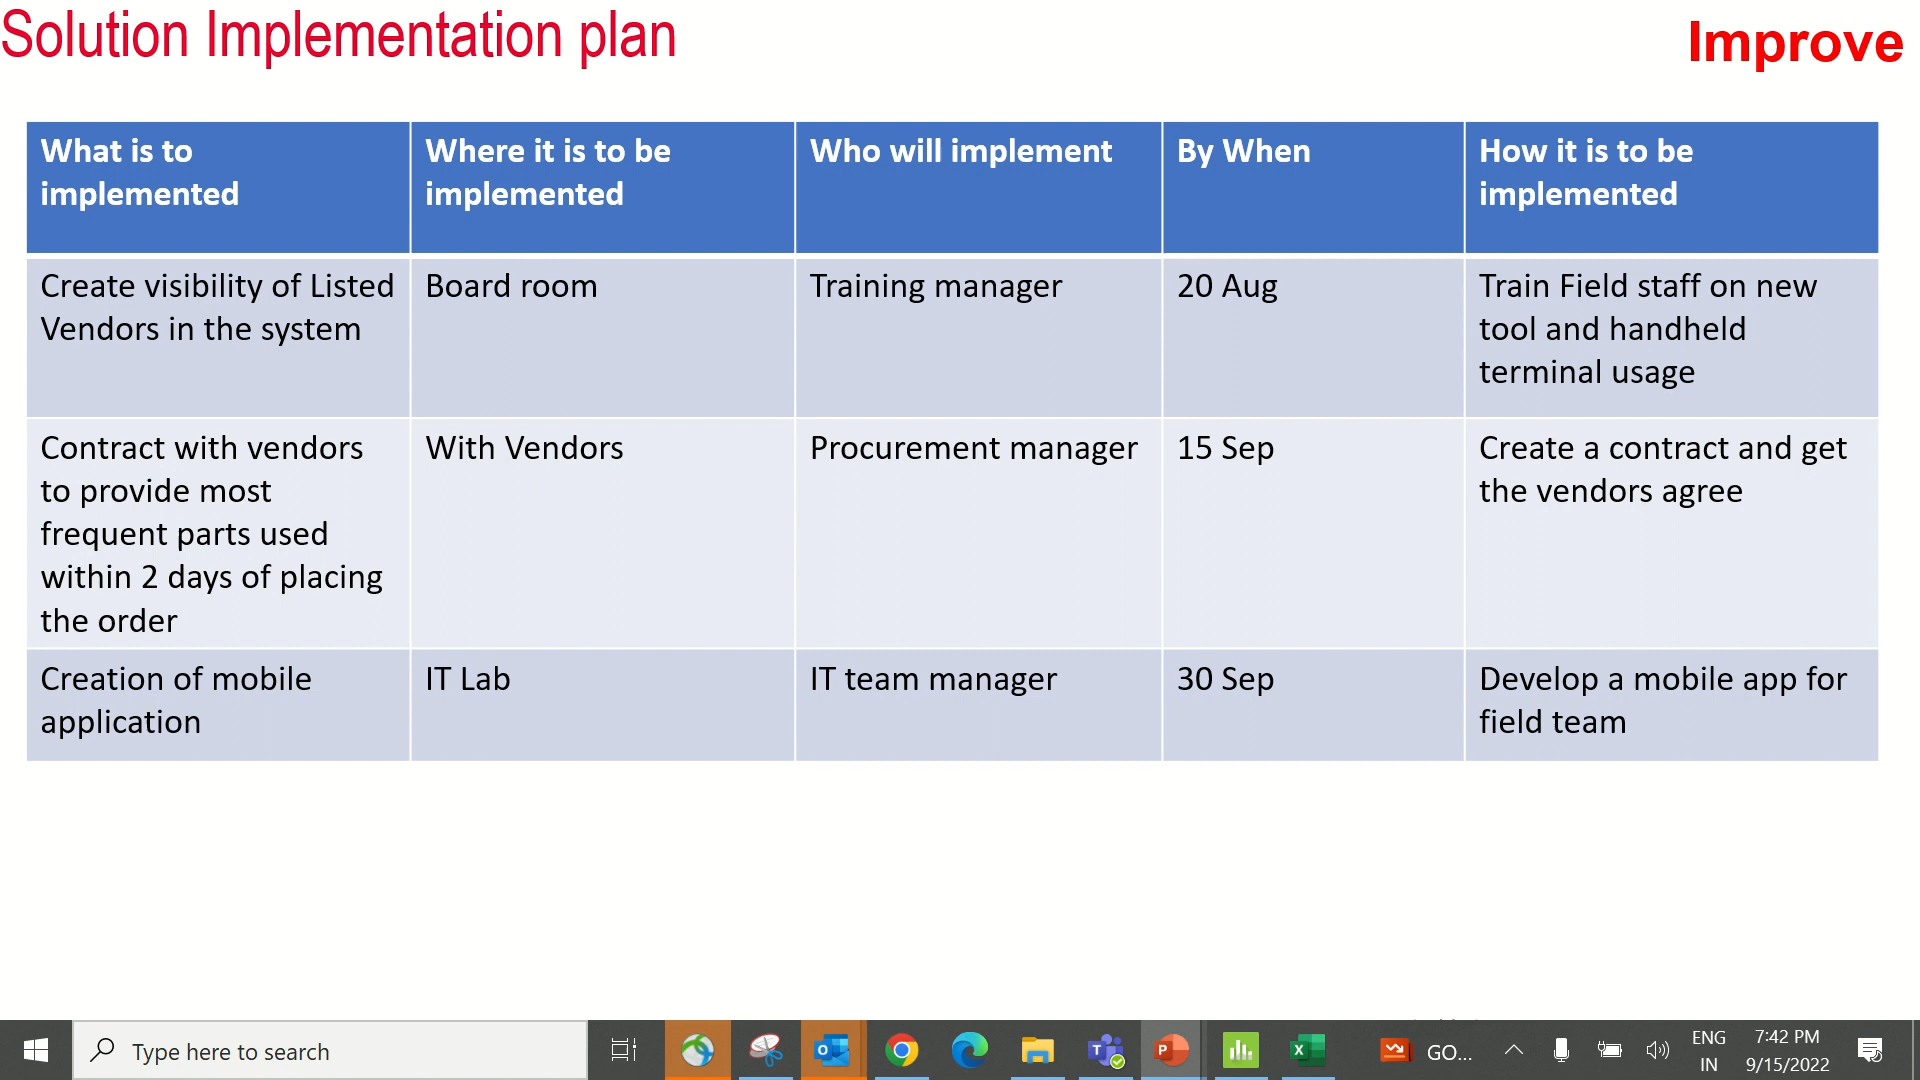 Solution Implementation plan
Improve
What is to
implemented
Where it is to be
implemented
Who will implement
By When
How it is to be
implemented
Create visibility of Listed
Vendors in the system
Board room
Training manager
20 Aug
Train Field staff on new
tool and handheld
terminal usage
Contract with vendors
to provide most
frequent parts used
within 2 days of placing
the order
With Vendors
Procurement manager
15 Sep
Create a contract and get
the vendors agree
Creation of mobile
application
IT Lab
IT team manager
30 Sep
Develop a mobile app for
field team
Type here to search
GO...
ENG
IN
7:42 PM
9/15/2022